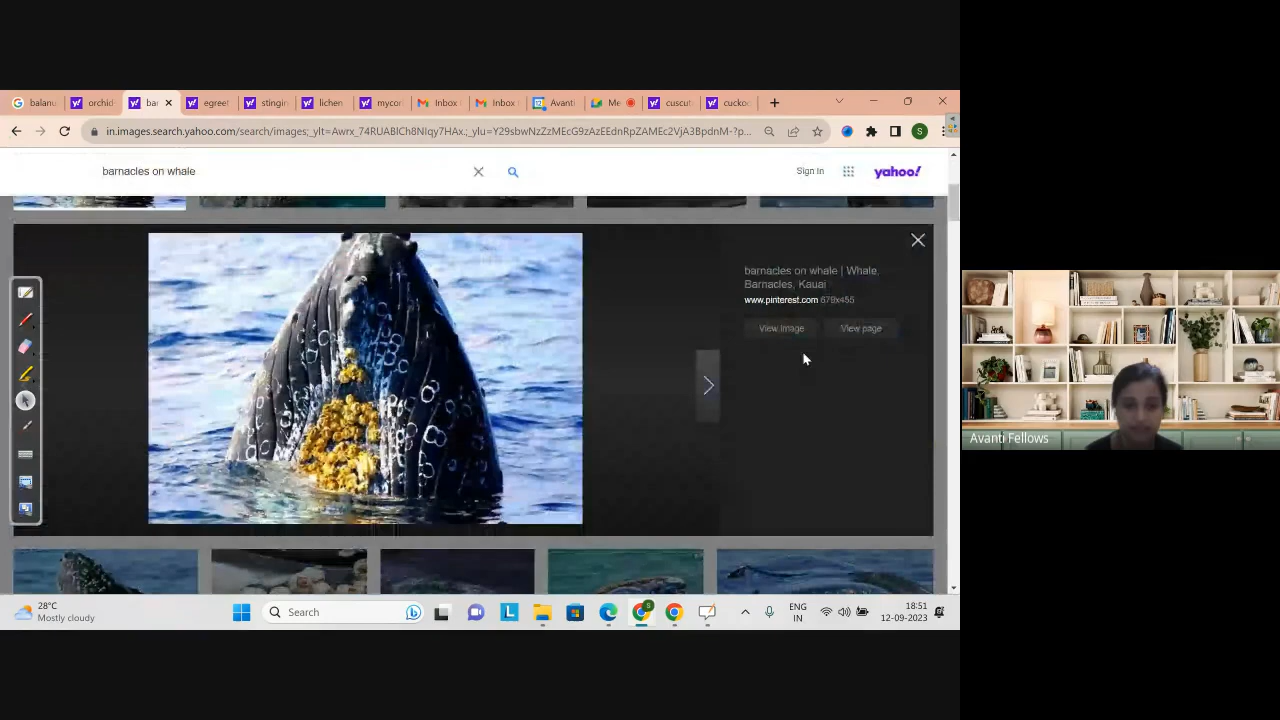 balanu
orchid
bar
egreet
stingin
lichen
mycor
Inbox
Inbox
Avanti
Me
cuscut
cuckoo
in.images.search.yahoo.com/search/images;_ylt=Awrx_74RUABlCh8NIqy7HAx.;_ylu=Y29sbwNzZzMEcG9zAzEEdnRpZAMEc2VjA3BpdnM-?p...
S
barnacles on whale
Sign In
yahoo!
barnacles on whale | Whale,
Barnacles, Kauai
www.pinterest.com 679x455
View image
View page
Avanti Fellows
28°C
Mostly cloudy
Search
ENG
IN
18:51
12-09-2023